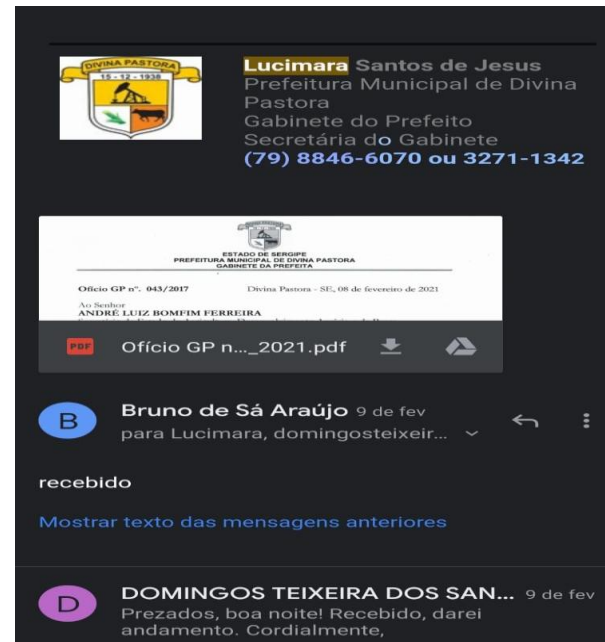 DIVINA PASTORA
15 - 12 - 1938
Lucimara Santos de Jesus
Prefeitura Municipal de Divina
Pastora
Gabinete do Prefeito
Secretária do Gabinete
(79) 8846-6070 ou 3271-1342
ESTADO DE SERGIPE
PREFEITURA MUNICIPAL DE DIVINA PASTORA
GABINETE DA PREFEITA
Ofício GP nº. 043/2017 Divina Pastora - SE, 08 de fevereiro de 2021
Ao Senhor
ANDRÉ LUIZ BOMFIM FERREIRA
PDF Ofício GP n..._2021.pdf
B Bruno de Sá Araújo 9 de fev
para Lucimara, domingosteixeir...
recebido
Mostrar texto das mensagens anteriores
D DOMINGOS TEIXEIRA DOS SAN... 9 de fev
Prezados, boa noite! Recebido, darei
andamento. Cordialmente,